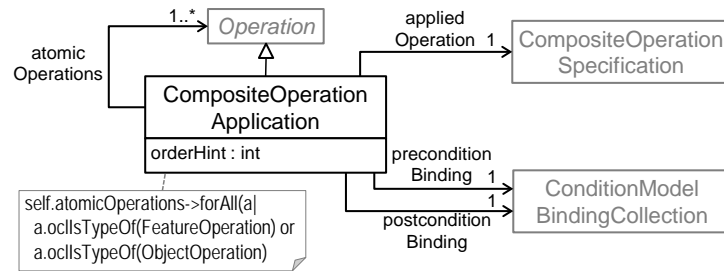 1..*
Operation
atomic
Operations
applied
Operation
1
CompositeOperation
Specification
CompositeOperation
Application
orderHint : int
precondition
Binding
1
1
postcondition
Binding
ConditionModel
BindingCollection
self.atomicOperations->forAll(a|
a.oclIsTypeOf(FeatureOperation) or
a.oclIsTypeOf(ObjectOperation)